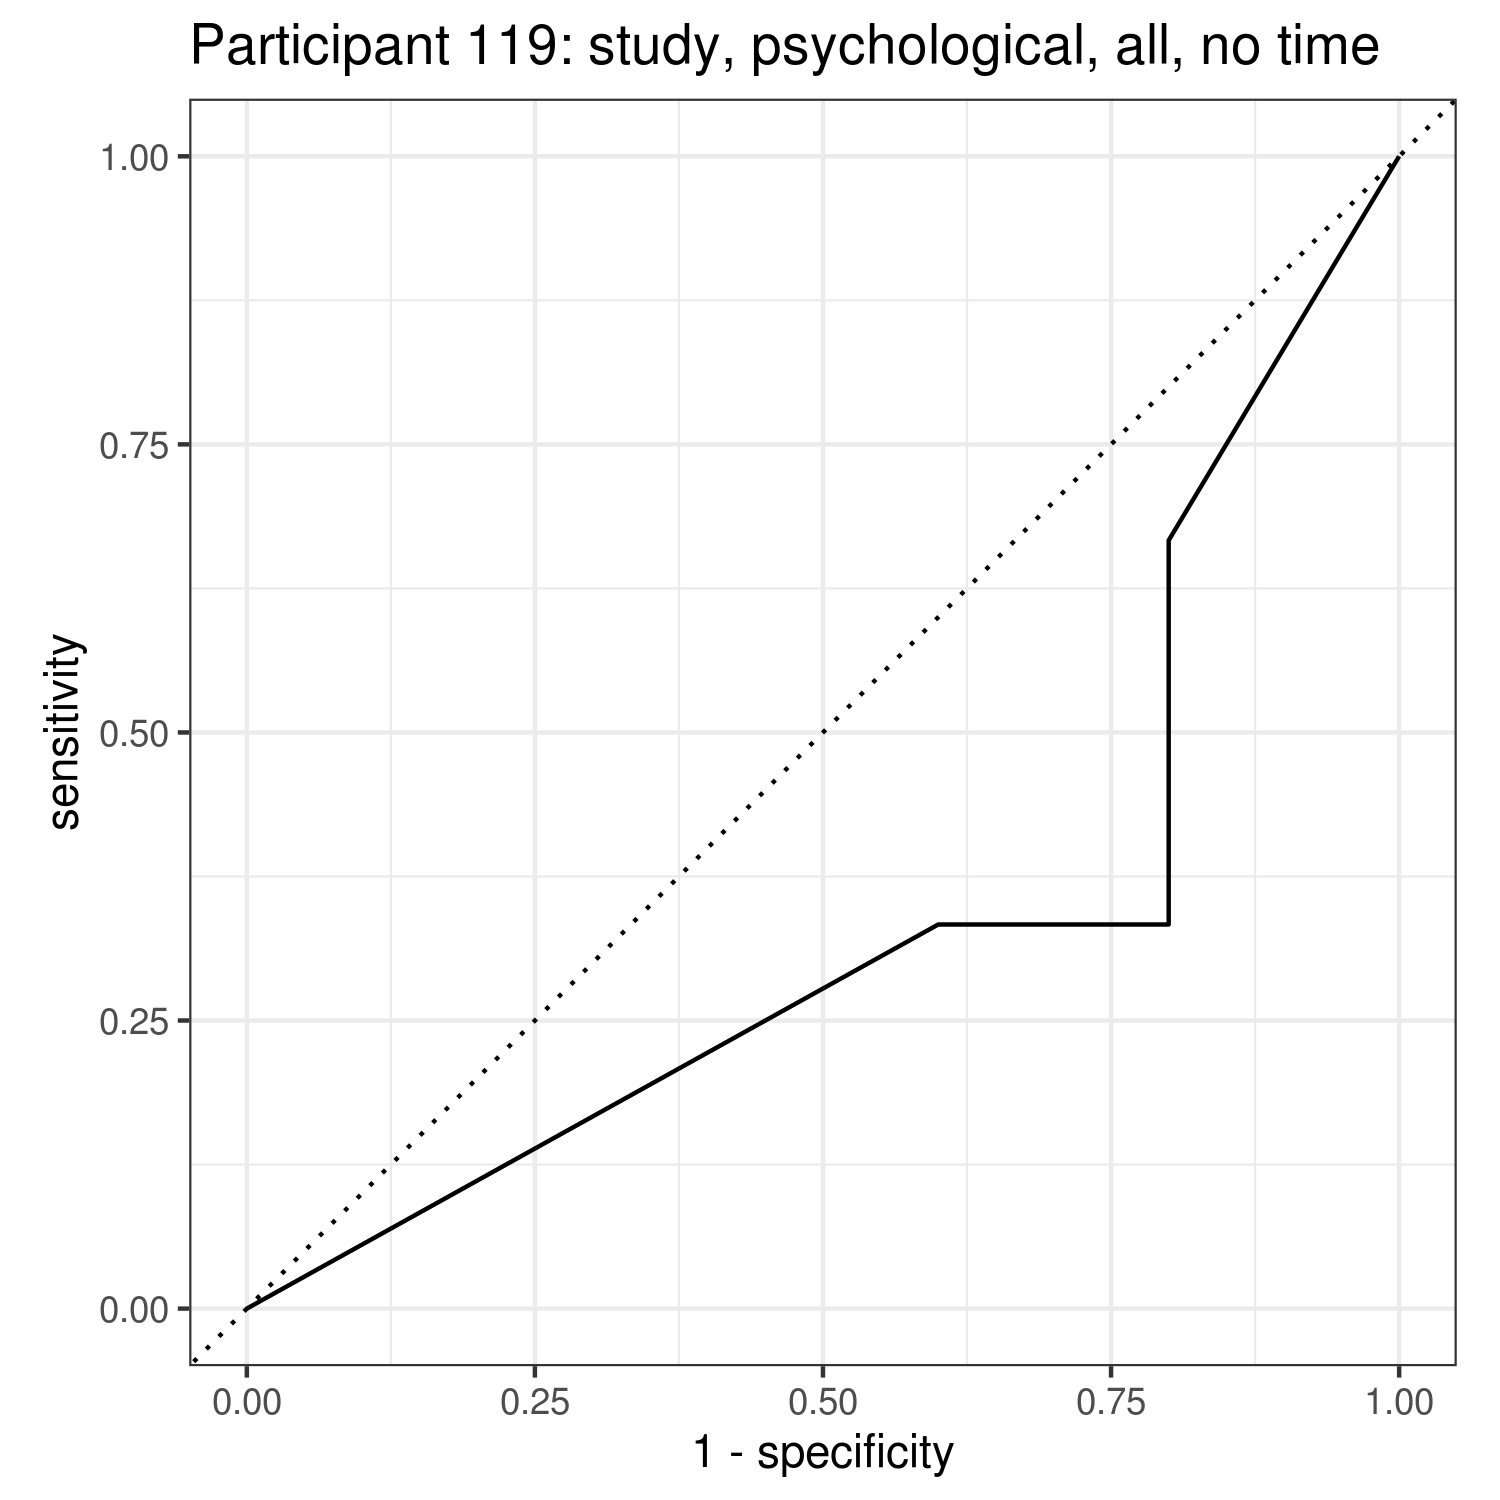 Participant 119: study, psychological, all, no time
1.00
0.75
0.50
0.25
0.00
sensitivity
0.00 0.25 0.50 0.75 1.00
1 - specificity